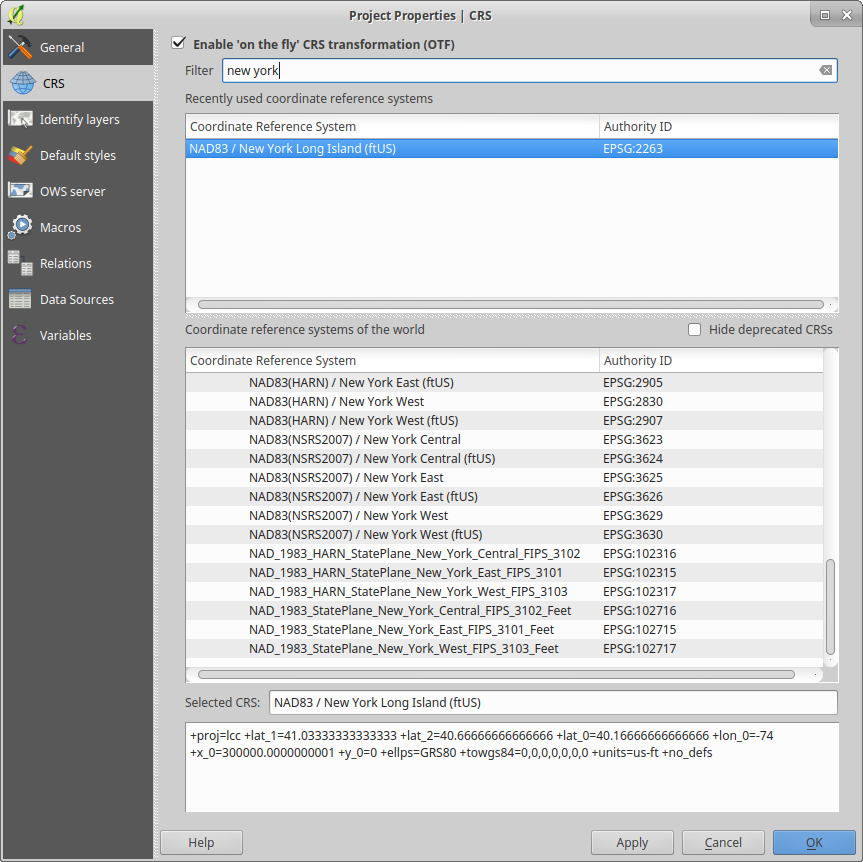 Project Properties | CRS
General
CRS
Identify layers
Default styles
OWS server
Macros
Relations
Data Sources
Variables
Enable 'on the fly' CRS transformation (OTF)
Filter new york
Recently used coordinate reference systems
Coordinate Reference System Authority ID
NAD83 / New York Long Island (ftUS) EPSG:2263
Coordinate reference systems of the world Hide deprecated CRSs
Coordinate Reference System Authority ID
NAD83(HARN) / New York East (ftUS) EPSG:2905
NAD83(HARN) / New York West EPSG:2830
NAD83(HARN) / New York West (ftUS) EPSG:2907
NAD83(NSRS2007) / New York Central EPSG:3623
NAD83(NSRS2007) / New York Central (ftUS) EPSG:3624
NAD83(NSRS2007) / New York East EPSG:3625
NAD83(NSRS2007) / New York East (ftUS) EPSG:3626
NAD83(NSRS2007) / New York West EPSG:3629
NAD83(NSRS2007) / New York West (ftUS) EPSG:3630
NAD_1983_HARN_StatePlane_New_York_Central_FIPS_3102 EPSG:102316
NAD_1983_HARN_StatePlane_New_York_East_FIPS_3101 EPSG:102315
NAD_1983_HARN_StatePlane_New_York_West_FIPS_3103 EPSG:102317
NAD_1983_StatePlane_New_York_Central_FIPS_3102_Feet EPSG:102716
NAD_1983_StatePlane_New_York_East_FIPS_3101_Feet EPSG:102715
NAD_1983_StatePlane_New_York_West_FIPS_3103_Feet EPSG:102717
Selected CRS: NAD83 / New York Long Island (ftUS)
+proj=lcc +lat_1=41.03333333333333 +lat_2=40.66666666666666 +lat_0=40.16666666666666 +lon_0=-74
+x_0=300000.0000000001 +y_0=0 +ellps=GRS80 +towgs84=0,0,0,0,0,0,0 +units=us-ft +no_defs
Help Apply Cancel OK